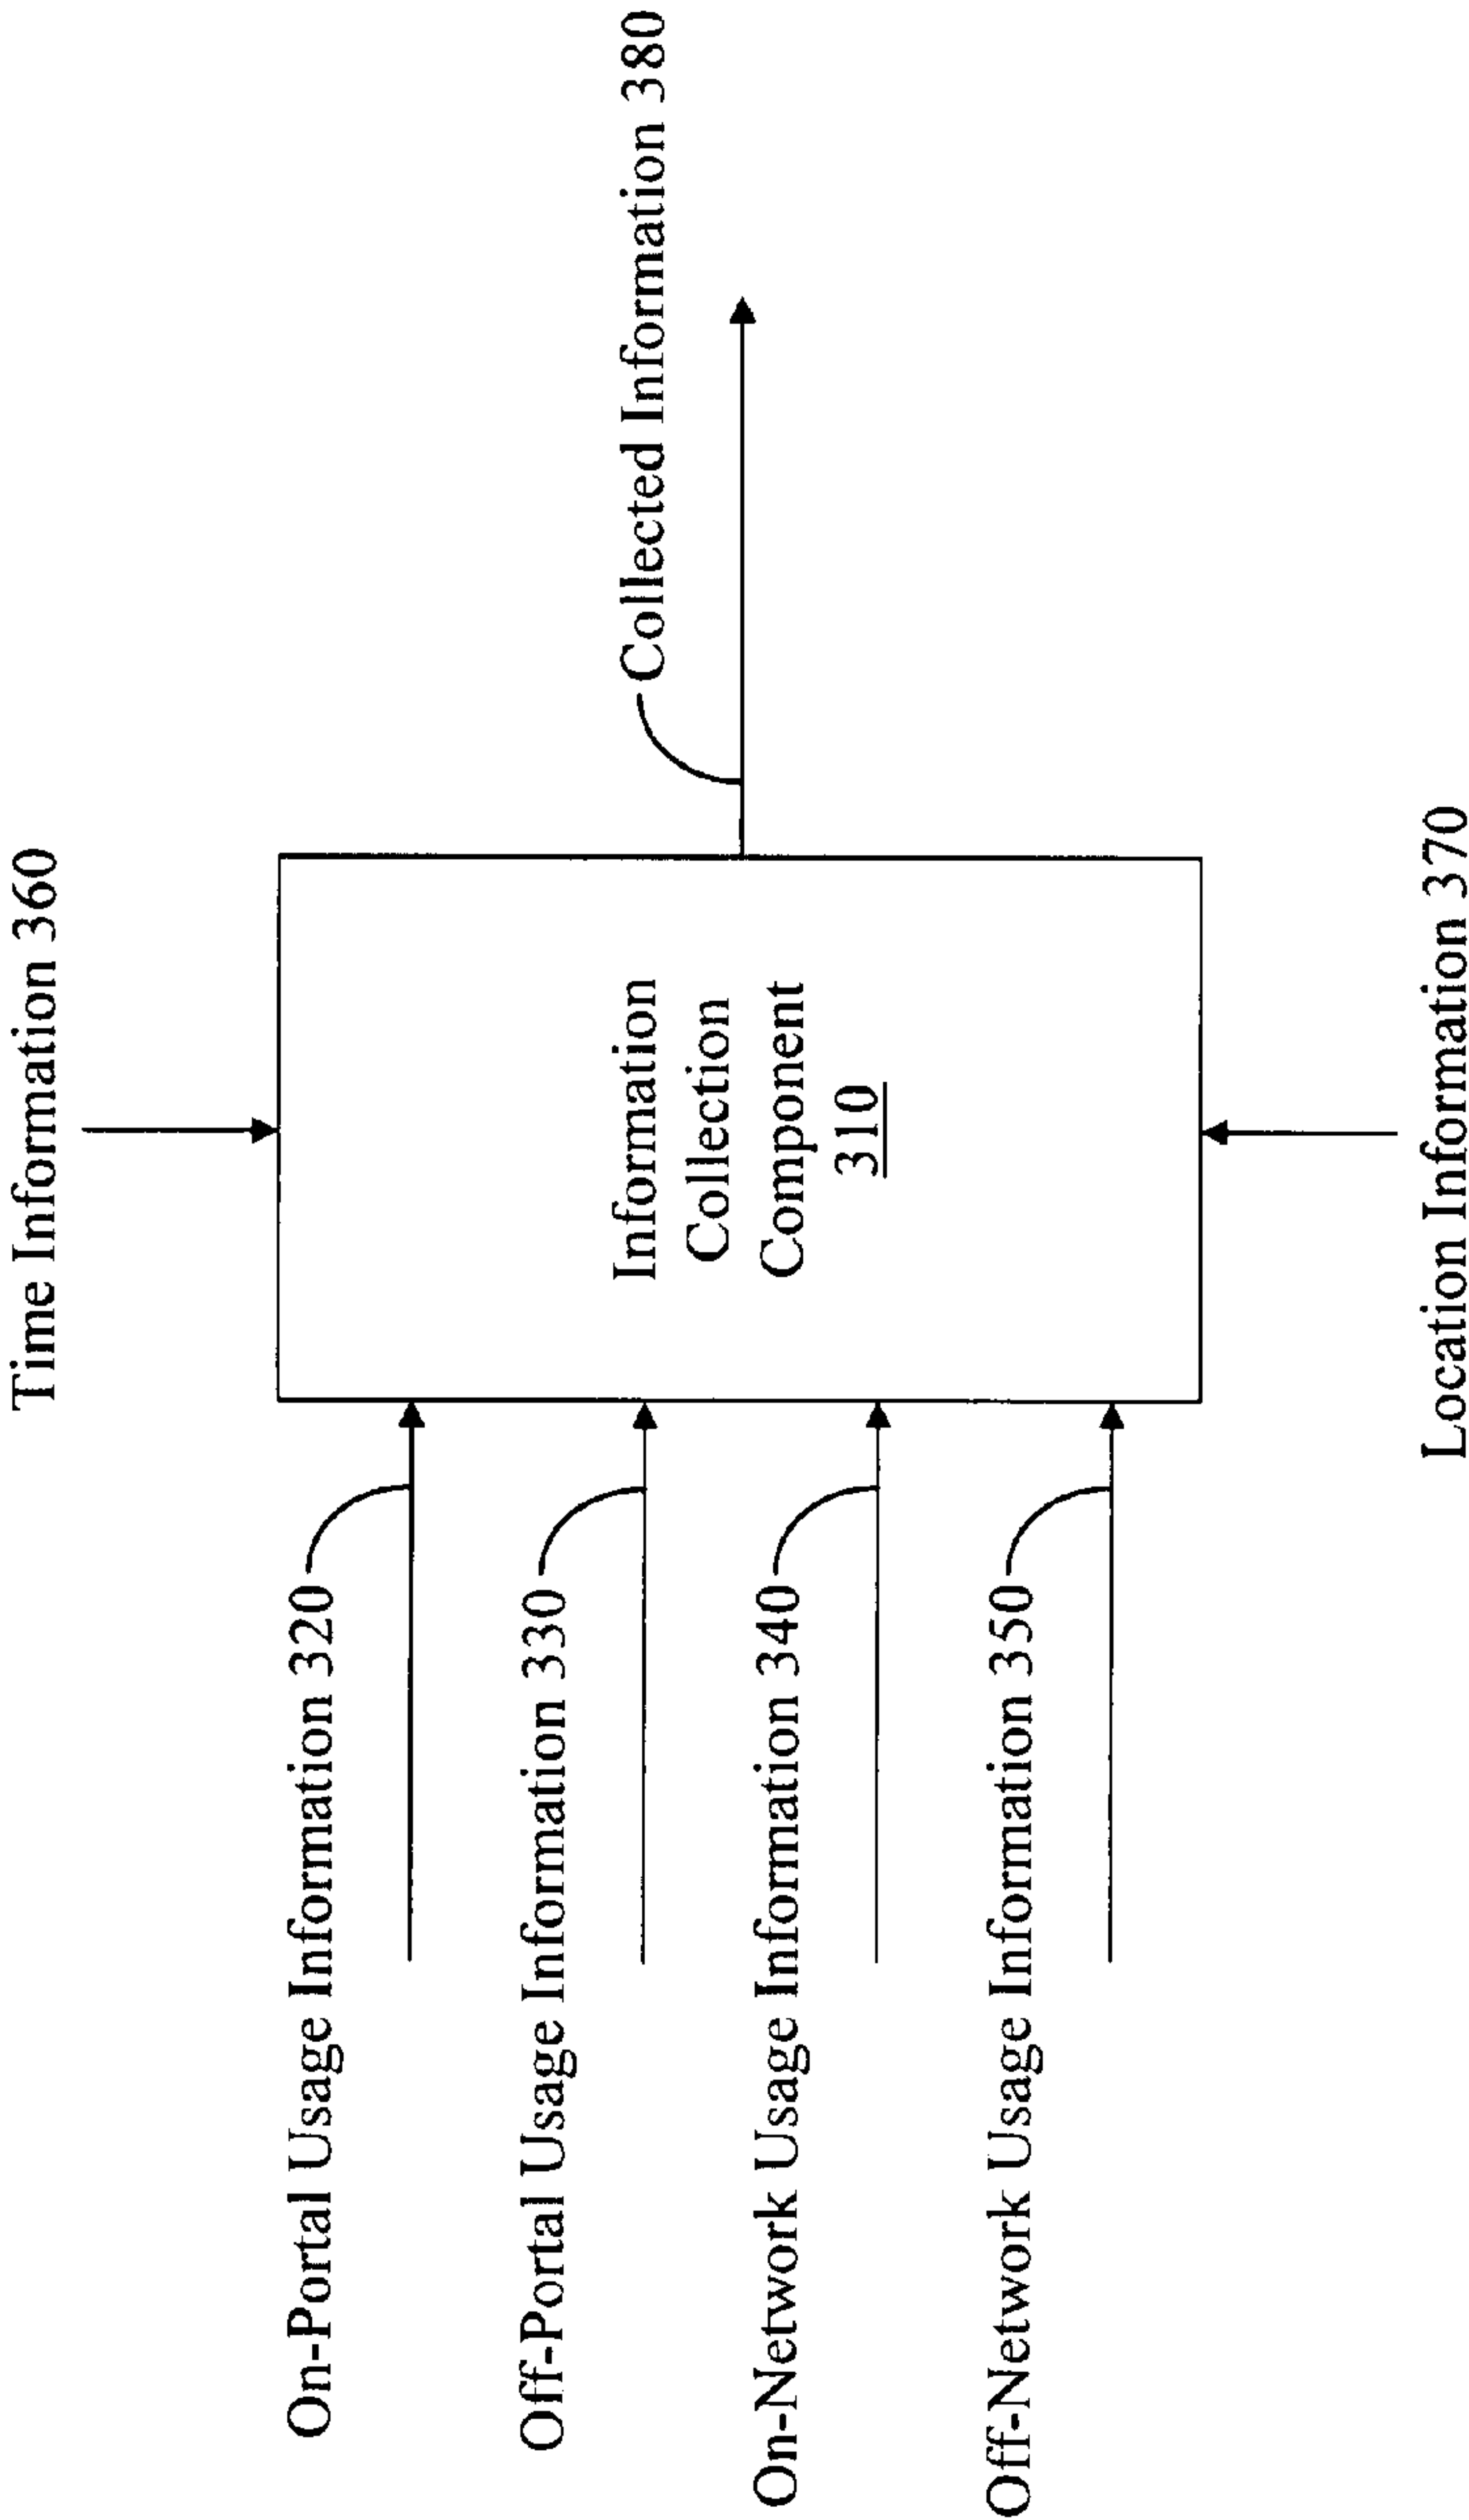 Time Information 360
On-Portal Usage Information 320
Off-Portal Usage Information 330
On-Network Usage Information 340
Off-Network Usage Information 350
Information
Collection
Component
310
Collected Information 380
Location Information 370